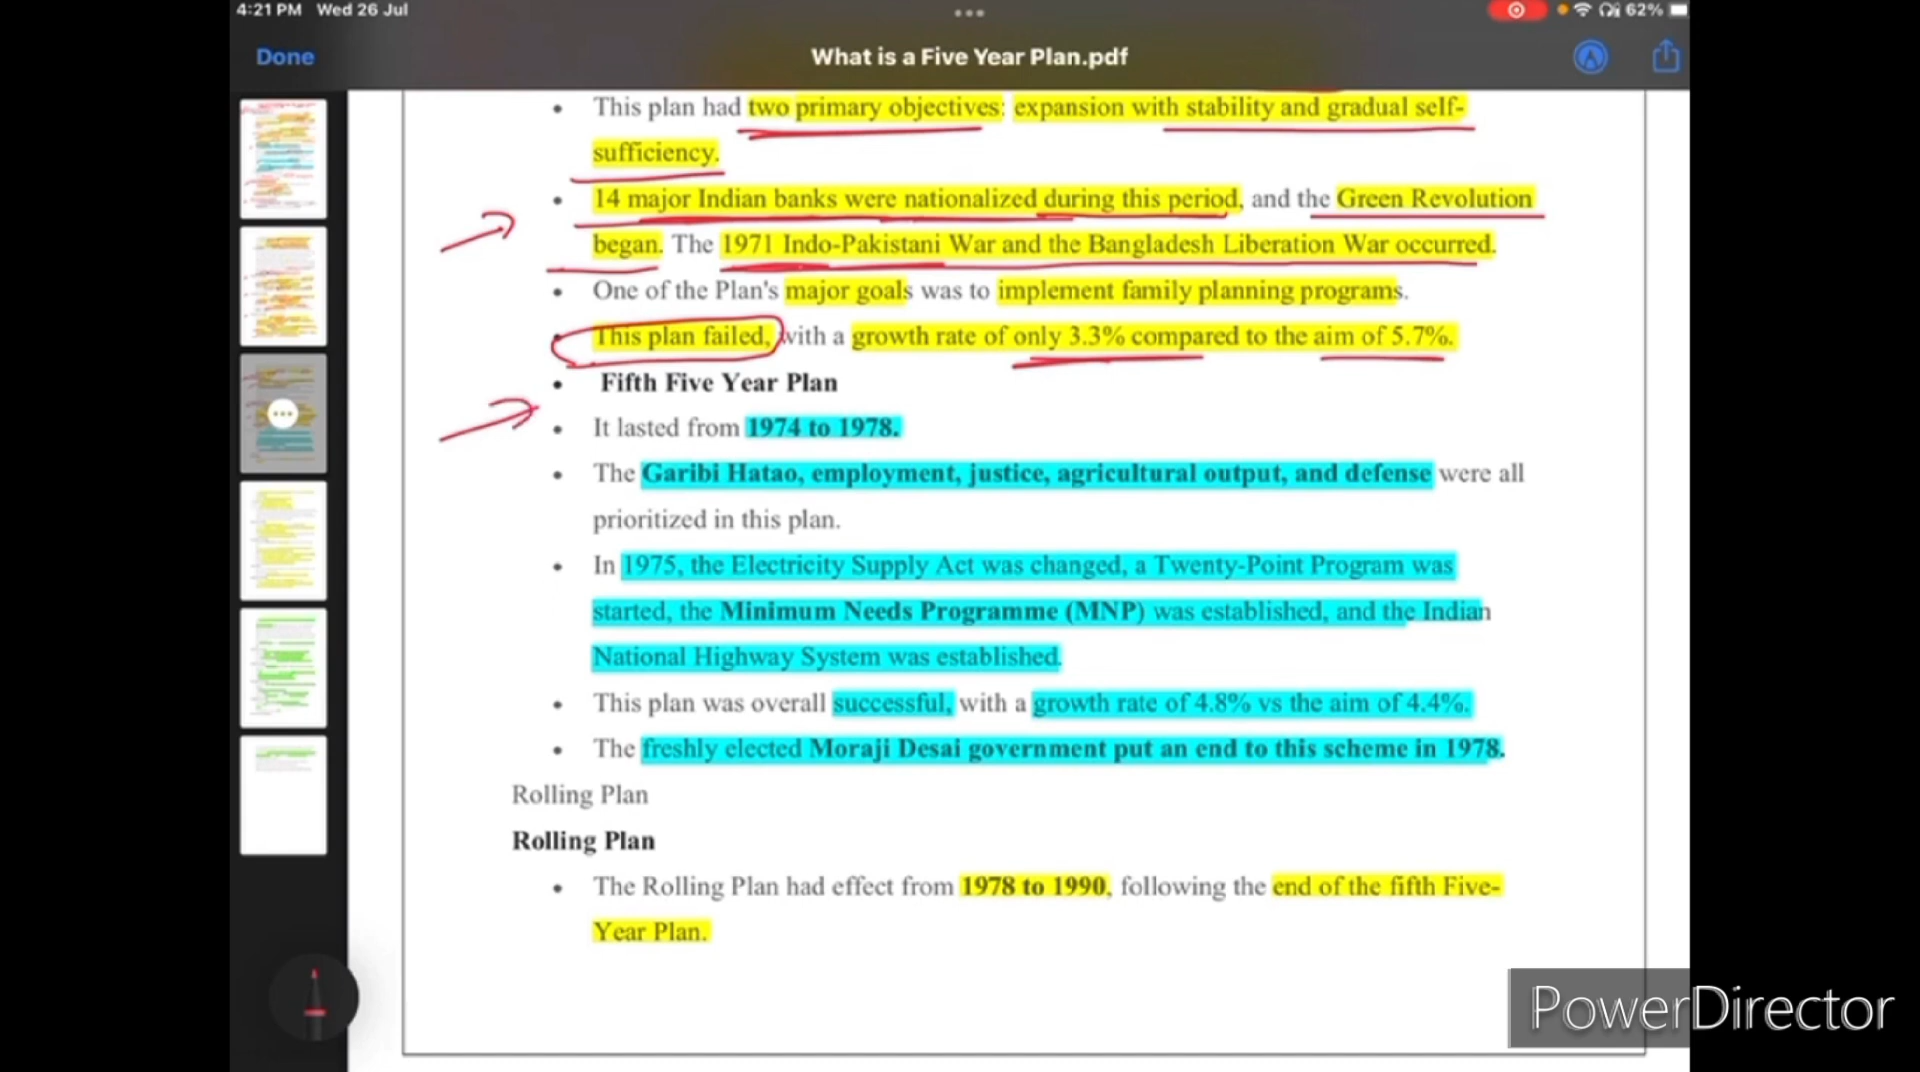 4:21 PM Wed 26 Jul
62%
Done
What is a Five Year Plan.pdf
• This plan had two primary objectives: expansion with stability and gradual self-
sufficiency.
• 14 major Indian banks were nationalized during this period, and the Green Revolution
began. The 1971 Indo-Pakistani War and the Bangladesh Liberation War occurred.
• One of the Plan's major goals was to implement family planning programs.
• This plan failed, with a growth rate of only 3.3% compared to the aim of 5.7%.
• Fifth Five Year Plan
• It lasted from 1974 to 1978.
• The Garibi Hatao, employment, justice, agricultural output, and defense were all
prioritized in this plan.
• In 1975, the Electricity Supply Act was changed, a Twenty-Point Program was
started, the Minimum Needs Programme (MNP) was established, and the Indian
National Highway System was established.
• This plan was overall successful, with a growth rate of 4.8% vs the aim of 4.4%.
• The freshly elected Moraji Desai government put an end to this scheme in 1978.
Rolling Plan
Rolling Plan
• The Rolling Plan had effect from 1978 to 1990, following the end of the fifth Five-
Year Plan.
PowerDirector